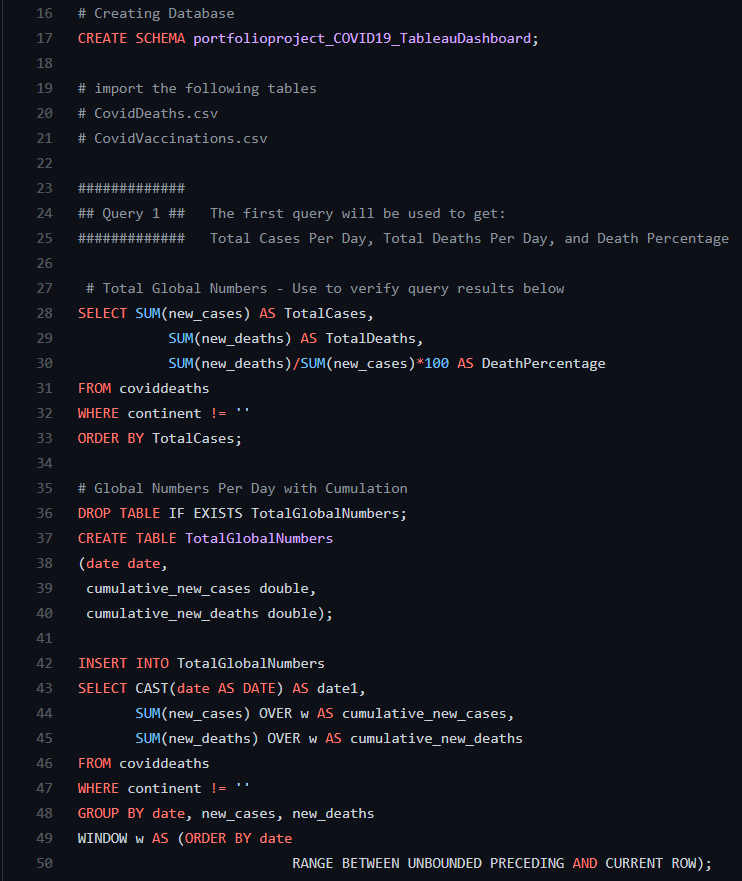 16 # Creating Database
17 CREATE SCHEMA portfolioproject_COVID19_TableauDashboard;
18
19 # import the following tables
20 # CovidDeaths.csv
21 # CovidVaccinations.csv
22
23 #############
24 ## Query 1 ##   The first query will be used to get:
25 #############   Total Cases Per Day, Total Deaths Per Day, and Death Percentage
26
27  # Total Global Numbers - Use to verify query results below
28 SELECT SUM(new_cases) AS TotalCases,
29            SUM(new_deaths) AS TotalDeaths,
30            SUM(new_deaths)/SUM(new_cases)*100 AS DeathPercentage
31 FROM coviddeaths
32 WHERE continent != ''
33 ORDER BY TotalCases;
34
35 # Global Numbers Per Day with Cumulation
36 DROP TABLE IF EXISTS TotalGlobalNumbers;
37 CREATE TABLE TotalGlobalNumbers
38 (date date,
39  cumulative_new_cases double,
40  cumulative_new_deaths double);
41
42 INSERT INTO TotalGlobalNumbers
43 SELECT CAST(date AS DATE) AS date1,
44        SUM(new_cases) OVER w AS cumulative_new_cases,
45        SUM(new_deaths) OVER w AS cumulative_new_deaths
46 FROM coviddeaths
47 WHERE continent != ''
48 GROUP BY date, new_cases, new_deaths
49 WINDOW w AS (ORDER BY date
50                           RANGE BETWEEN UNBOUNDED PRECEDING AND CURRENT ROW);